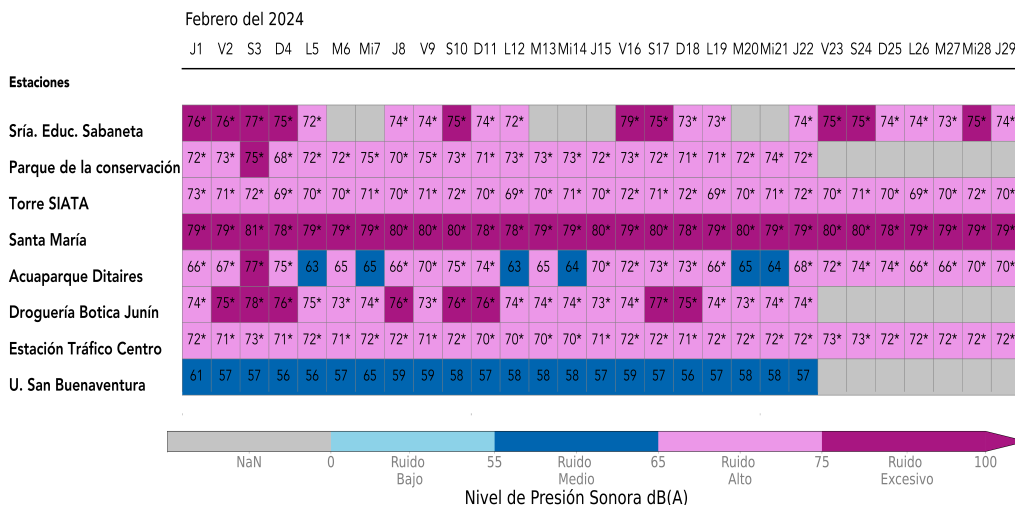 Febrero del 2024
J1 V2 S3 D4 L5 M6 Mi7 J8 V9 S10 D11 L12 M13 Mi14 J15 V16 S17 D18 L19 M20 Mi21 J22 V23 S24 D25 L26 M27 Mi28 J29
Estaciones
Sría. Educ. Sabaneta 76* 76* 77* 75* 72* 74* 74* 75* 74* 72* 79* 75* 73* 73* 74* 75* 75* 74* 74* 73* 75* 74*
Parque de la conservación 72* 73* 75* 68* 72* 72* 75* 70* 75* 73* 71* 73* 73* 73* 72* 73* 72* 71* 71* 72* 74* 72*
Torre SIATA 73* 71* 72* 69* 70* 70* 71* 70* 71* 72* 70* 69* 70* 71* 70* 72* 71* 72* 69* 70* 71* 72* 70* 71* 70* 69* 70* 72* 70*
Santa María 79* 79* 81* 78* 79* 79* 79* 80* 80* 80* 78* 78* 79* 79* 80* 79* 80* 78* 79* 80* 79* 79* 80* 80* 78* 79* 79* 79* 79*
Acuaparque Ditaires 66* 67* 77* 75* 63 65 65 66* 70* 75* 74* 63 65 64 70* 72* 73* 73* 66* 65 64 68* 72* 74* 74* 66* 66* 70* 70*
Droguería Botica Junín 74* 75* 78* 76* 75* 73* 74* 76* 73* 76* 76* 74* 74* 74* 73* 74* 77* 75* 74* 73* 74* 74*
Estación Tráfico Centro 72* 71* 73* 71* 72* 71* 72* 72* 71* 72* 70* 70* 70* 70* 71* 72* 72* 71* 72* 72* 72* 72* 73* 73* 72* 72* 72* 72* 72*
U. San Buenaventura 61 57 57 56 56 57 65 59 59 58 57 58 58 58 57 59 57 56 57 58 58 57
NaN 0 Ruido Bajo 55 Ruido Medio 65 Ruido Alto 75 Ruido Excesivo 100
Nivel de Presión Sonora dB(A)